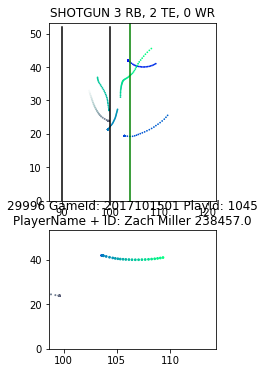 SHOTGUN 3 RB, 2 TE, 0 WR
50
40
30
20
10
0
90 100 110 120
29996 GameId: 2017101501 PlayId: 1045
PlayerName + ID: Zach Miller 238457.0
40
20
0
100 105 110